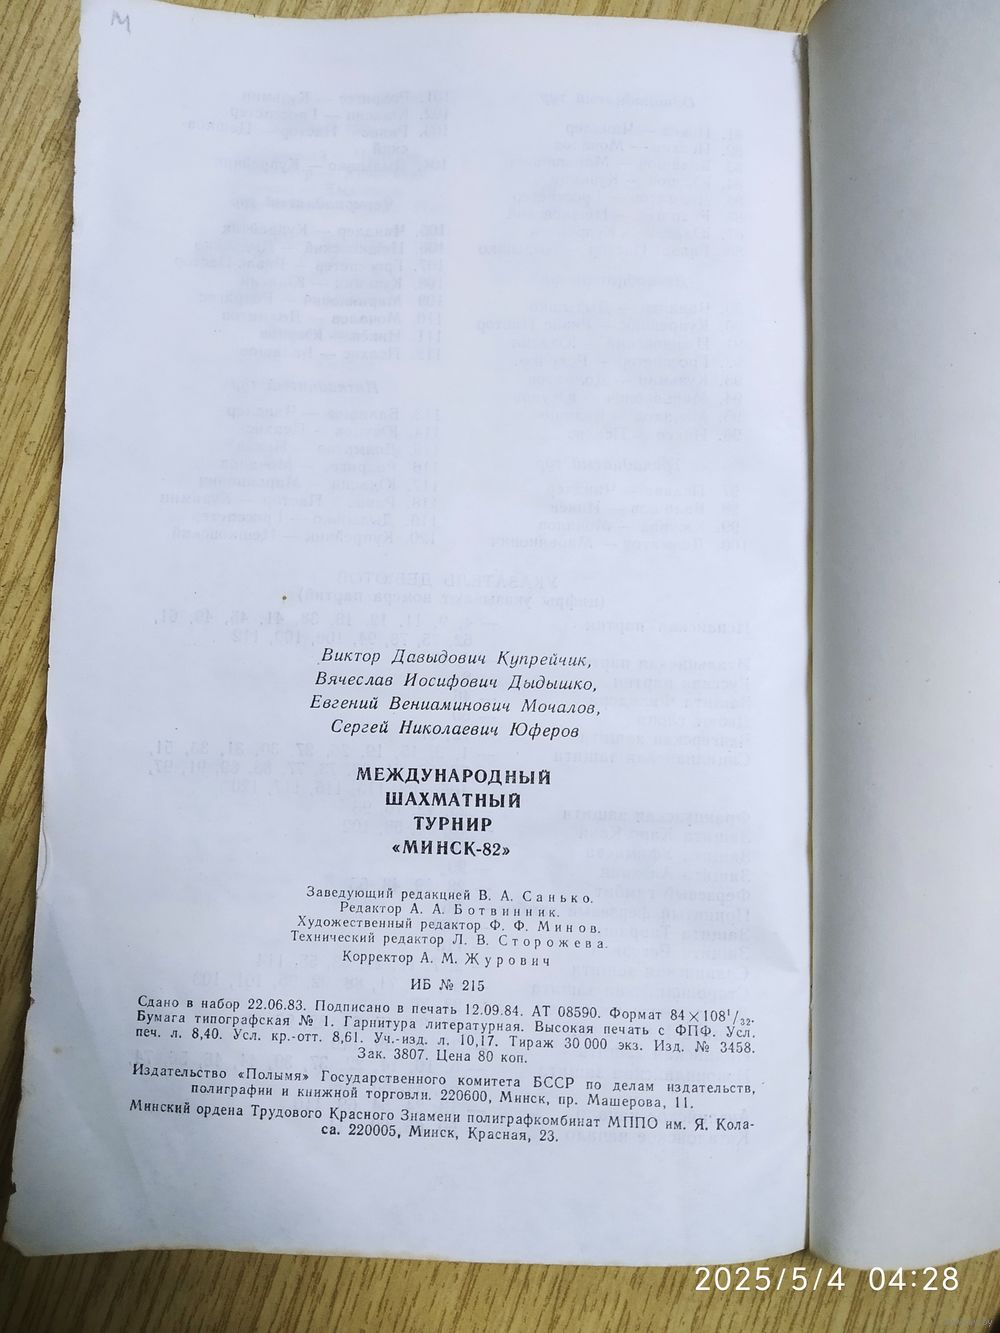 Виктор Давыдович Купрейчик,
Вячеслав Иосифович Дыдышко,
Евгений Вениаминович Мочалов,
Сергей Николаевич Юферов
МЕЖДУНАРОДНЫЙ
ШАХМАТНЫЙ
ТУРНИР
«МИНСК-82»
Заведующий редакцией В. А. Санько.
Редактор А. А. Ботвинник.
Художественный редактор Ф. Ф. Минов.
Технический редактор Л. В. Сторожева.
Корректор А. М. Журович
ИБ № 215
Сдано в набор 22.06.83. Подписано в печать 12.09.84. АТ 08590. Формат 84×108¹/₃₂.
Бумага типографская № 1. Гарнитура литературная. Высокая печать с ФПФ. Усл.
печ. л. 8,40. Усл. кр.-отт. 8,61. Уч.-изд. л. 10,17. Тираж 30 000 экз. Изд. № 3458.
Зак. 3807. Цена 80 коп.
Издательство «Полымя» Государственного комитета БССР по делам издательств,
полиграфии и книжной торговли. 220600, Минск, пр. Машерова, 11.
Минский ордена Трудового Красного Знамени полиграфкомбинат МППО им. Я. Кола-
са. 220005, Минск, Красная, 23.
2025/5/4 04:28